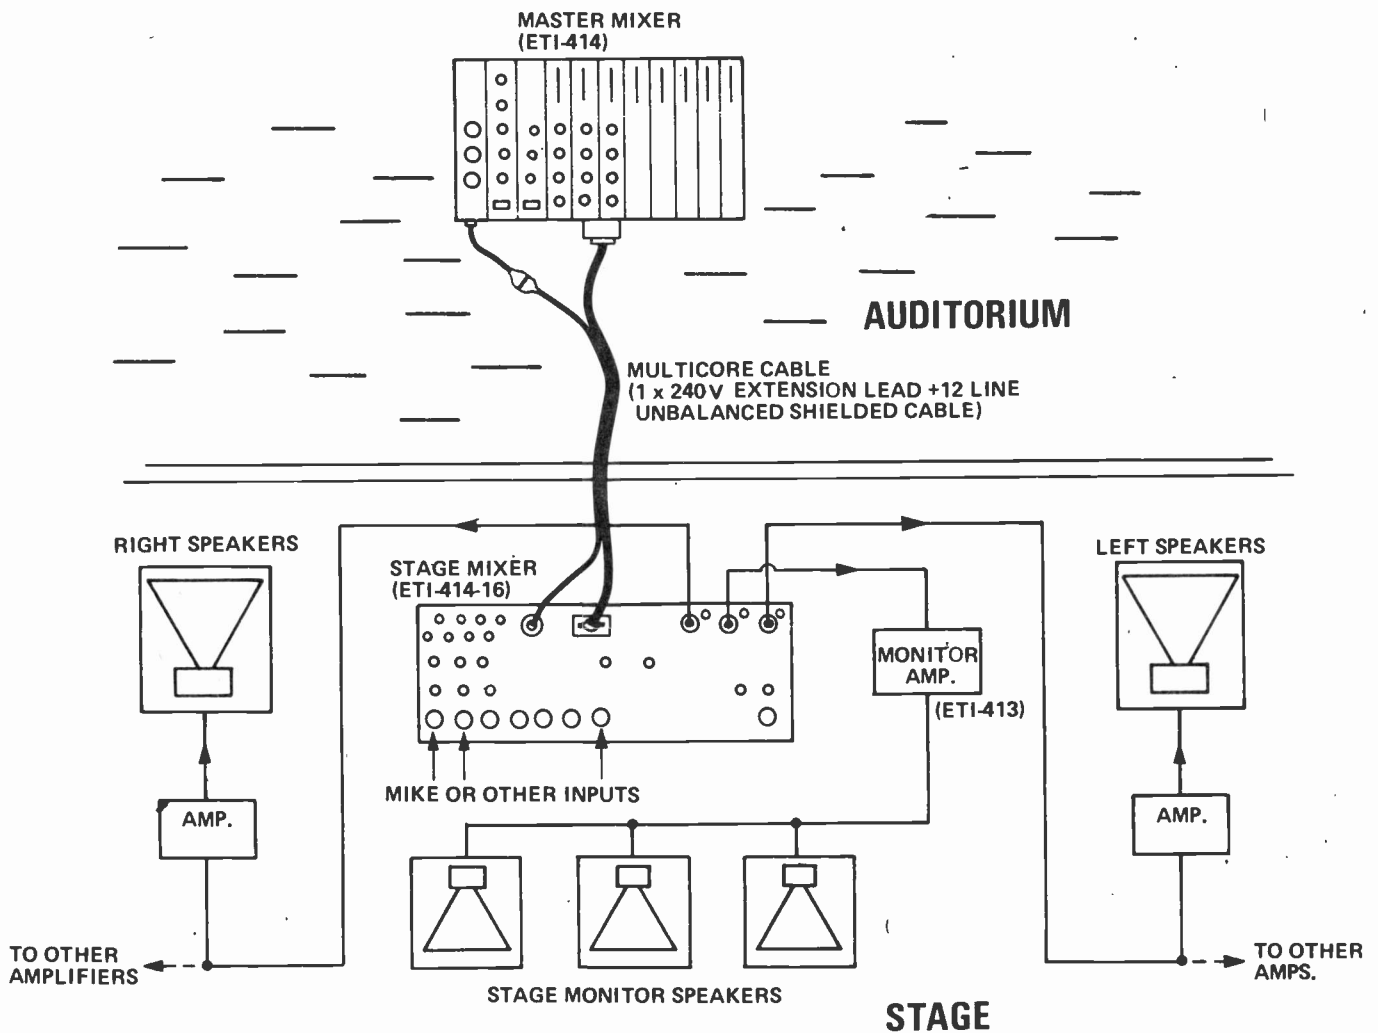 MASTER MIXER
(ETI-414)
AUDITORIUM
MULTICORE CABLE
(1 x 240V EXTENSION LEAD +12 LINE
UNBALANCED SHIELDED CABLE)
RIGHT SPEAKERS
STAGE MIXER
(ETI-414-16)
LEFT SPEAKERS
MONITOR
AMP.
(ETI-413)
MIKE OR OTHER INPUTS
AMP.
AMP.
TO OTHER
AMPLIFIERS
STAGE MONITOR SPEAKERS
TO OTHER
AMPS.
STAGE